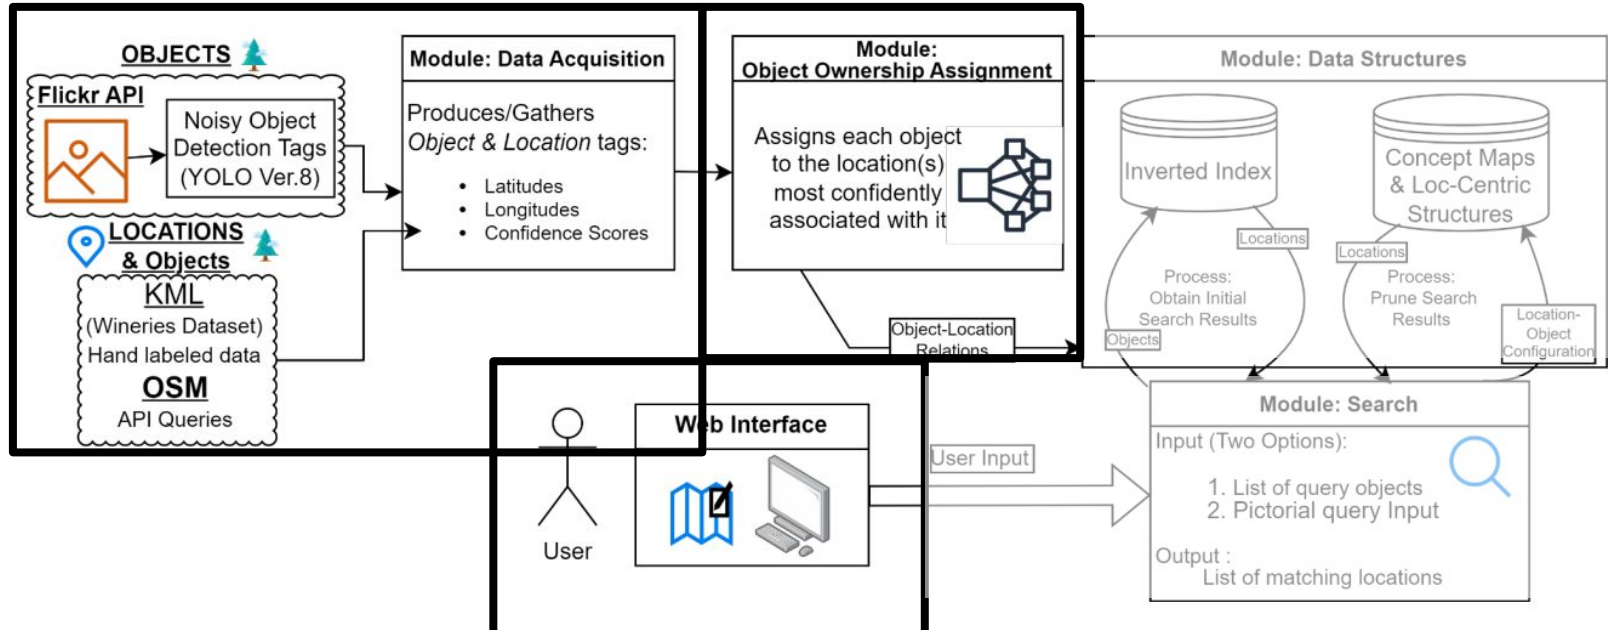 OBJECTS
Flickr API
Noisy Object
Detection Tags
(YOLO Ver.8)
LOCATIONS
& Objects
KML
(Wineries Dataset)
Hand labeled data
OSM
API Queries
Module: Data Acquisition
Produces/Gathers
Object & Location tags:
• Latitudes
• Longitudes
• Confidence Scores
Module:
Object Ownership Assignment
Assigns each object
to the location(s)
most confidently
associated with it
Object-Location
Relations
Module: Data Structures
Inverted Index
Concept Maps
& Loc-Centric
Structures
Locations
Locations
Process:
Obtain Initial
Search Results
Process:
Prune Search
Results
Objects
Location-
Object
Configuration
User
Web Interface
User Input
Module: Search
Input (Two Options):
1. List of query objects
2. Pictorial query Input
Output :
List of matching locations